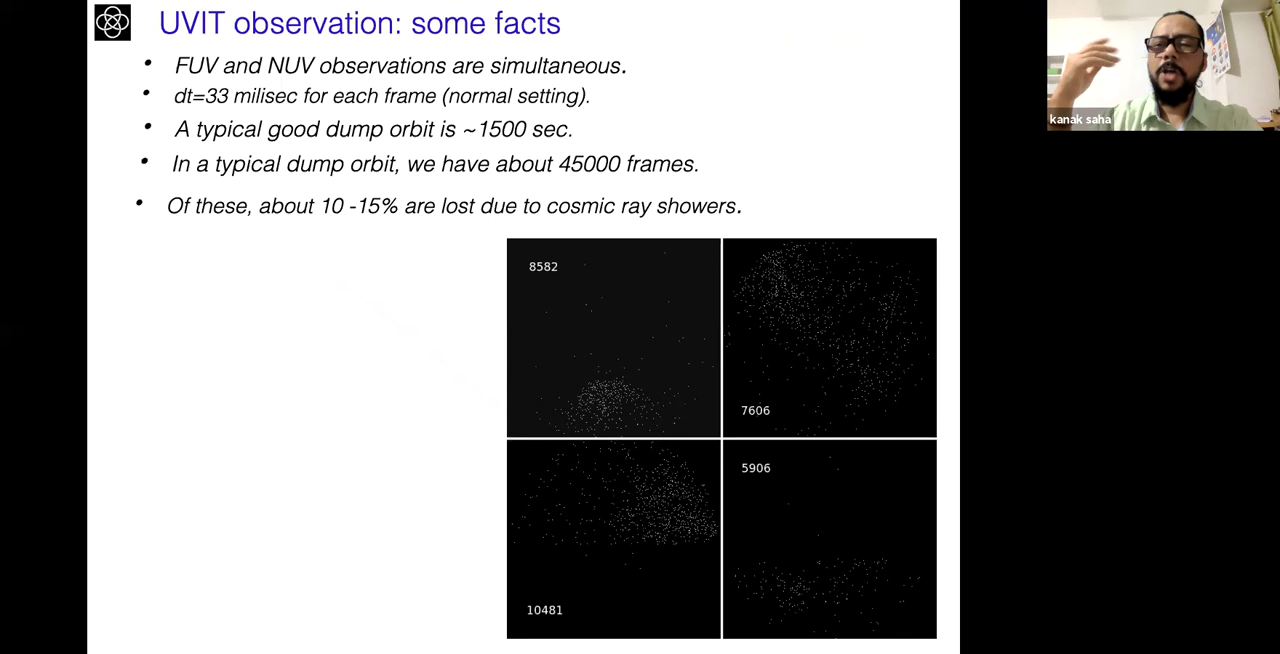 UVIT observation: some facts
• FUV and NUV observations are simultaneous.
• dt=33 milisec for each frame (normal setting).
• A typical good dump orbit is ~1500 sec.
• In a typical dump orbit, we have about 45000 frames.
• Of these, about 10 -15% are lost due to cosmic ray showers.
8582
7606
10481
5906
kanak saha